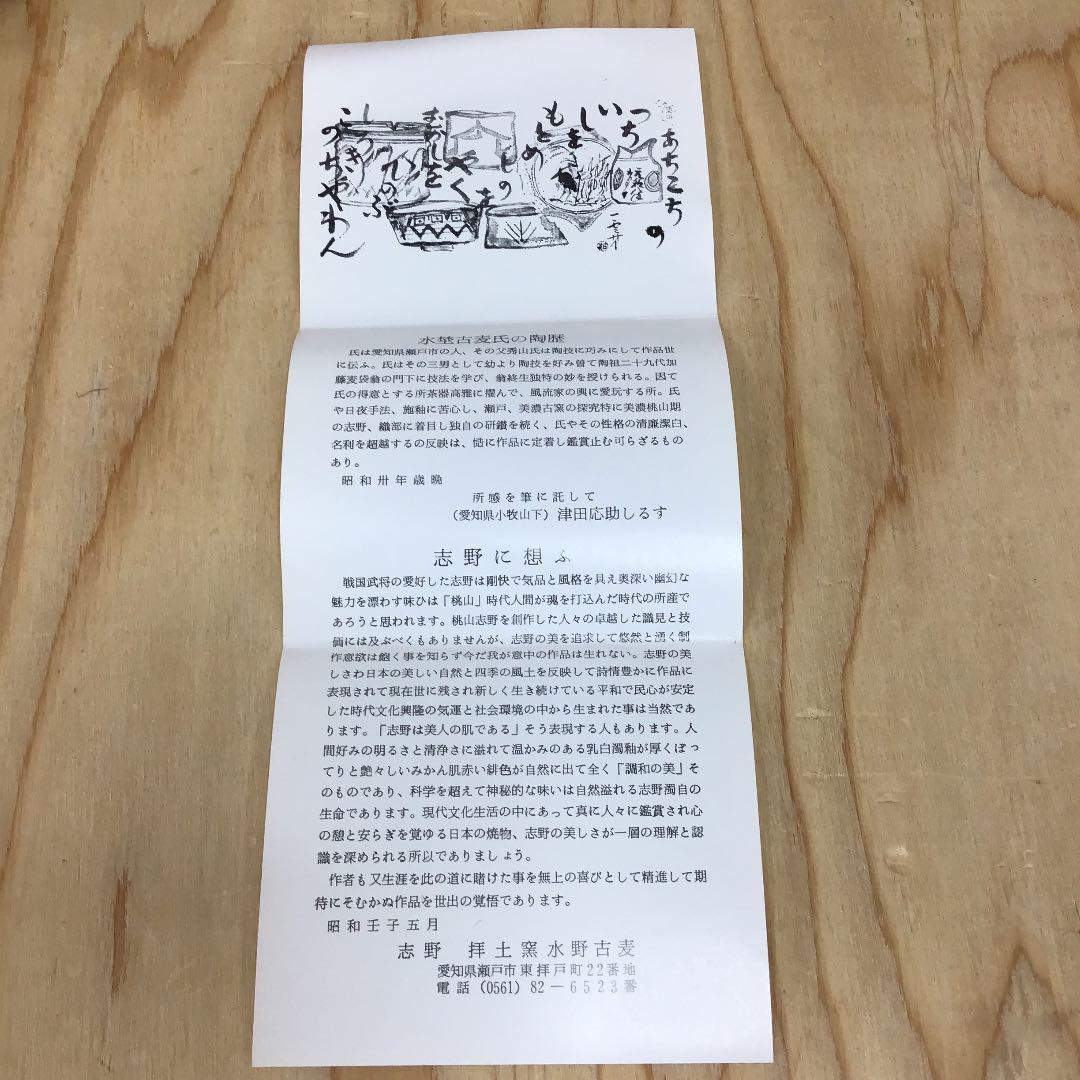 あちこちの
つち
いし
もとめ
むかしを
しのぶ
このちやわん
水埜古麦氏の陶歴
氏は愛知県瀬戸市の人、その父秀山氏は陶技に巧みにして作品世
に伝ふ。氏はその三男として幼より陶技を好み曽て陶祖二十九代加
藤麦袋翁の門下に技法を学び、翁終生独特の妙を授けられる。因て
氏の得意とする所茶器高雅に擢んで、風流家の興に愛玩する所。氏
や日夜手法、施釉に苦心し、瀬戸、美濃古窯の探究特に美濃桃山期
の志野、織部に着目し独自の研鑽を続く、氏やその性格の清廉潔白、
名利を超越するの反映は、惦に作品に定着し鑑賞止む可らざるもの
あり。
昭和卅年歳晩
所感を筆に託して
(愛知県小牧山下) 津田応助しるす
志野に想ふ
戦国武将の愛好した志野は剛快で気品と風格を具え奥深い幽幻な
魅力を漂わす味ひは「桃山」時代人間が魂を打込んだ時代の所産で
あろうと思われます。桃山志野を創作した人々の卓越した識見と技
価には及ぶべくもありませんが、志野の美を追求して悠然と湧く制
作意欲は飽く事を知らず今だ我が意中の作品は生れない。志野の美
しさわ日本の美しい自然と四季の風土を反映して詩情豊かに作品に
表現されて現在世に残され新しく生き続けている平和で民心が安定
した時代文化興隆の気運と社会環境の中から生まれた事は当然であ
ります。「志野は美人の肌である」そう表現する人もあります。人
間好みの明るさと清浄さに溢れて温かみのある乳白濁釉が厚くぽっ
てりと艶々しいみかん肌赤い緋色が自然に出て全く「調和の美」そ
のものであり、科学を超えて神秘的な味いは自然溢れる志野濁自の
生命であります。現代文化生活の中にあって真に人々に鑑賞され心
の憩と安らぎを覚ゆる日本の焼物、志野の美しさが一層の理解と認
識を深められる所以でありましょう。
作者も又生涯を此の道に賭けた事を無上の喜びとして精進して期
待にそむかぬ作品を世出の覚悟であります。
昭和壬子五月
志野 拝土窯水野古麦
愛知県瀬戸市東拝戸町22番地
電話(0561) 82-6523番